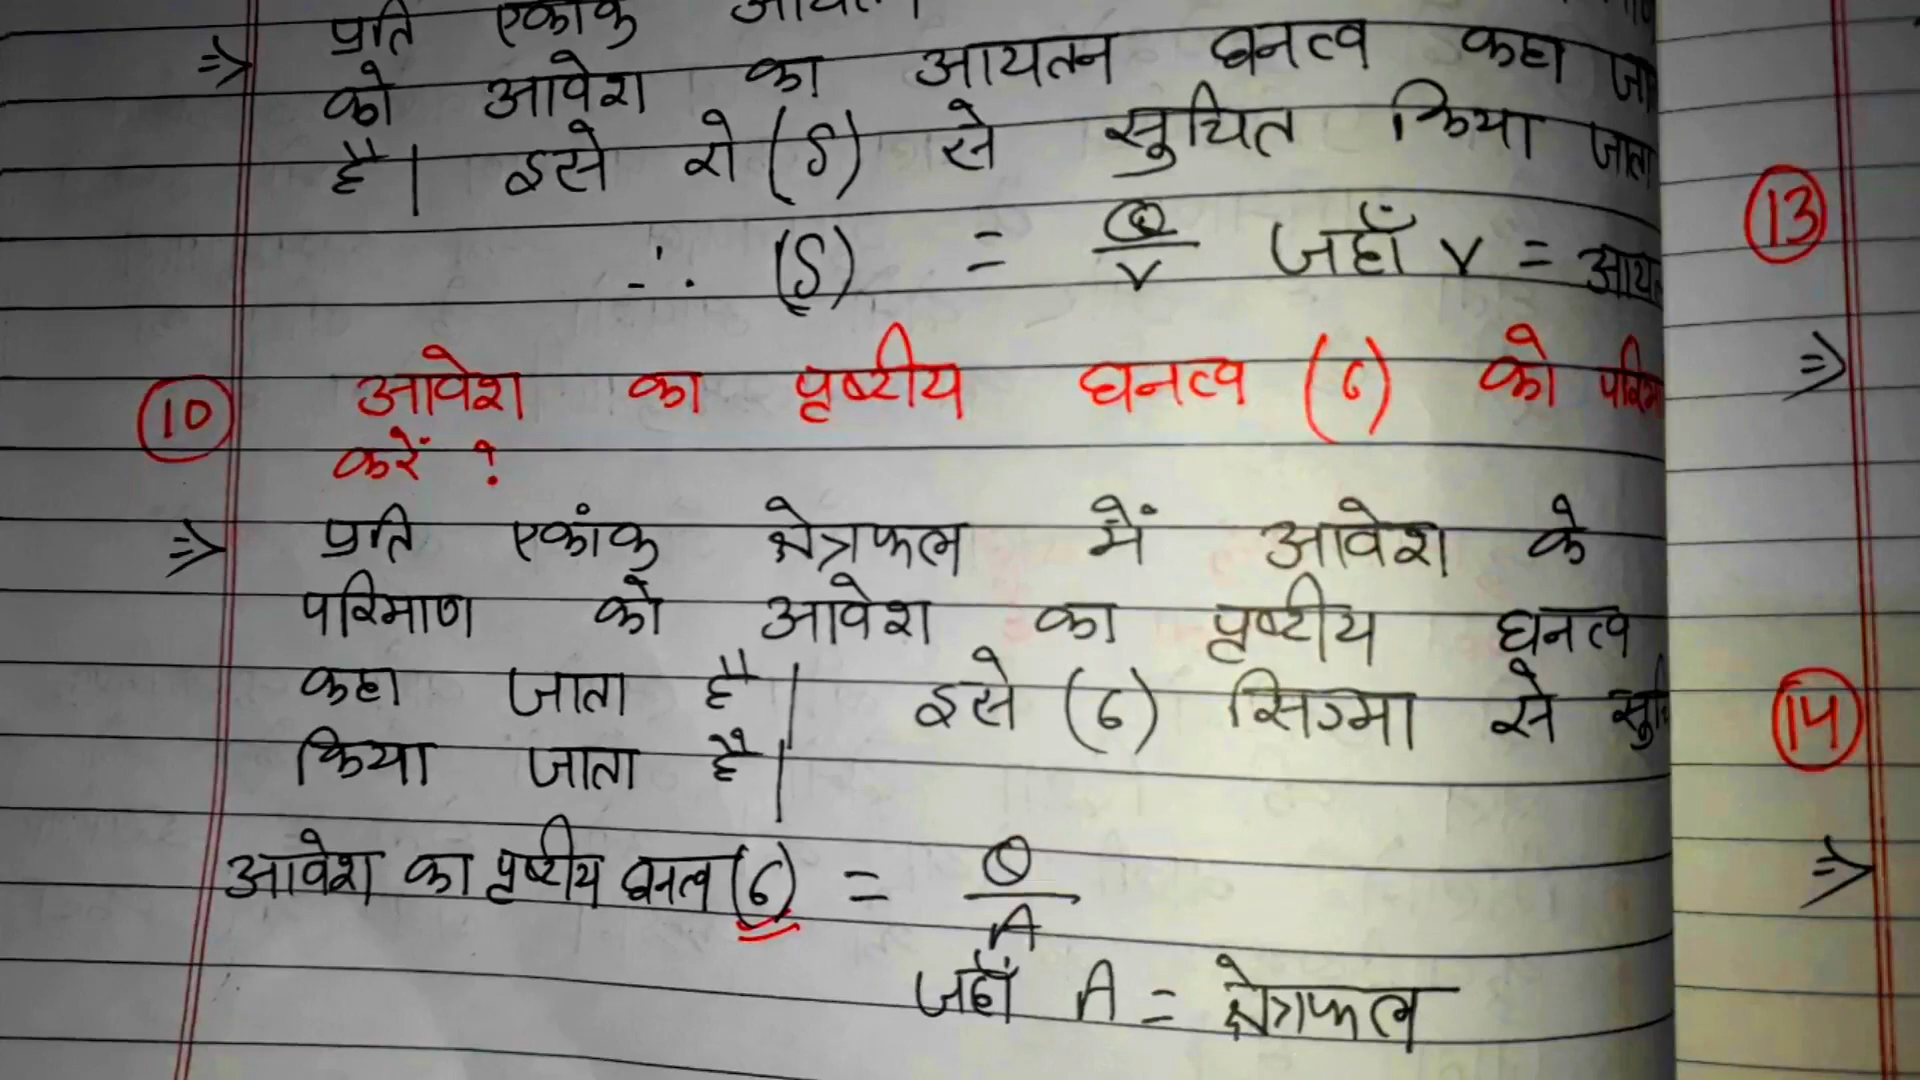 प्रति एकांक
⇒ को आवेश का आयतन घनत्व कहा
है। इसे रो (ρ) से सुचित किया जाता
∴ (ρ) = Q/V जहाँ V =
(10) आवेश का पृष्टीय घनत्व (σ) को
करें ?
⇒ प्रति एकांक क्षेत्रफल में आवेश के
परिमाण को आवेश का पृष्टीय घनत्व
कहा जाता है। इसे (σ) सिग्मा से
किया जाता है।
आवेश का पृष्टीय घनत्व (σ) = Q/A
जहाँ A = क्षेत्रफल
(13)
⇒
(14)
⇒